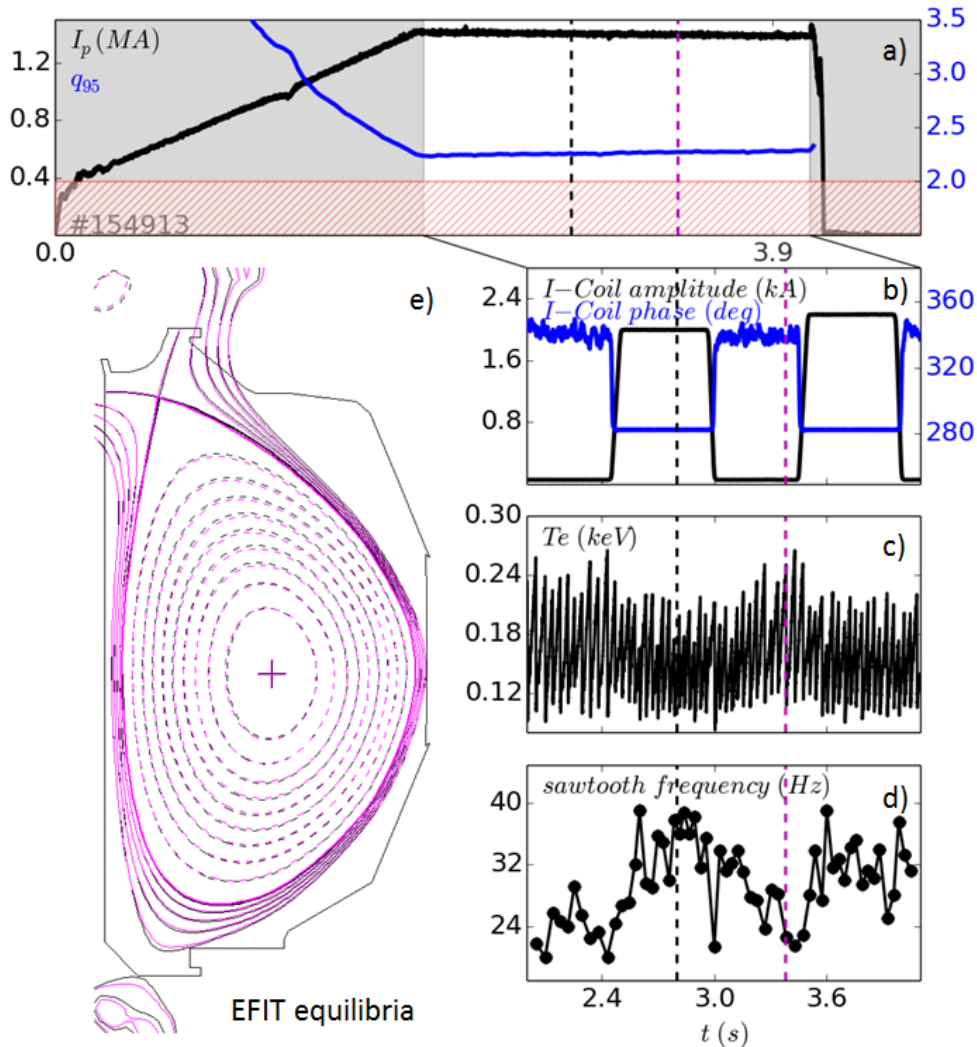 I_p (MA)
q_95
a)
1.2
0.8
0.4
3.5
3.0
2.5
2.0
#154913
0.0
3.9
e)
I-Coil amplitude (kA)
I-Coil phase (deg)
b)
2.4
1.6
0.8
360
320
280
Te (keV)
c)
0.30
0.24
0.18
0.12
sawtooth frequency (Hz)
d)
40
32
24
2.4
3.0
3.6
t (s)
EFIT equilibria